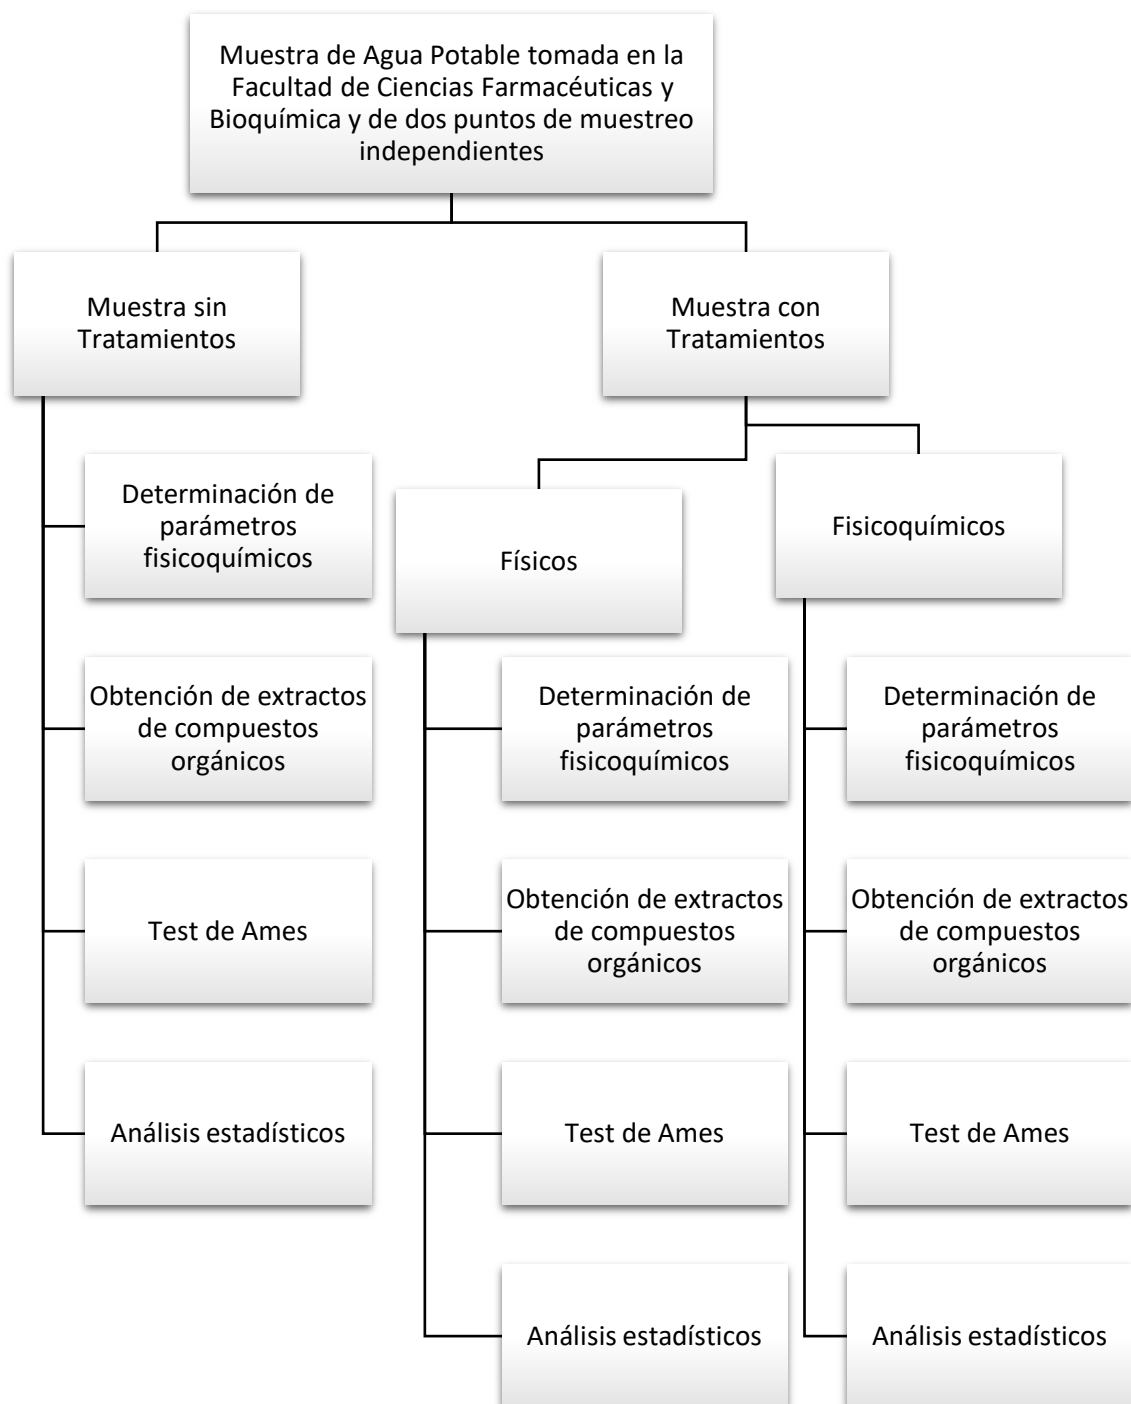 Muestra de Agua Potable tomada en la
Facultad de Ciencias Farmacéuticas y
Bioquímica y de dos puntos de muestreo
independientes
Muestra sin
Tratamientos
Determinación de
parámetros
fisicoquímicos
Obtención de extractos
de compuestos
orgánicos
Test de Ames
Análisis estadísticos
Muestra con
Tratamientos
Físicos
Determinación de
parámetros
fisicoquímicos
Obtención de extractos
de compuestos
orgánicos
Test de Ames
Análisis estadísticos
Fisicoquímicos
Determinación de
parámetros
fisicoquímicos
Obtención de extractos
de compuestos
orgánicos
Test de Ames
Análisis estadísticos